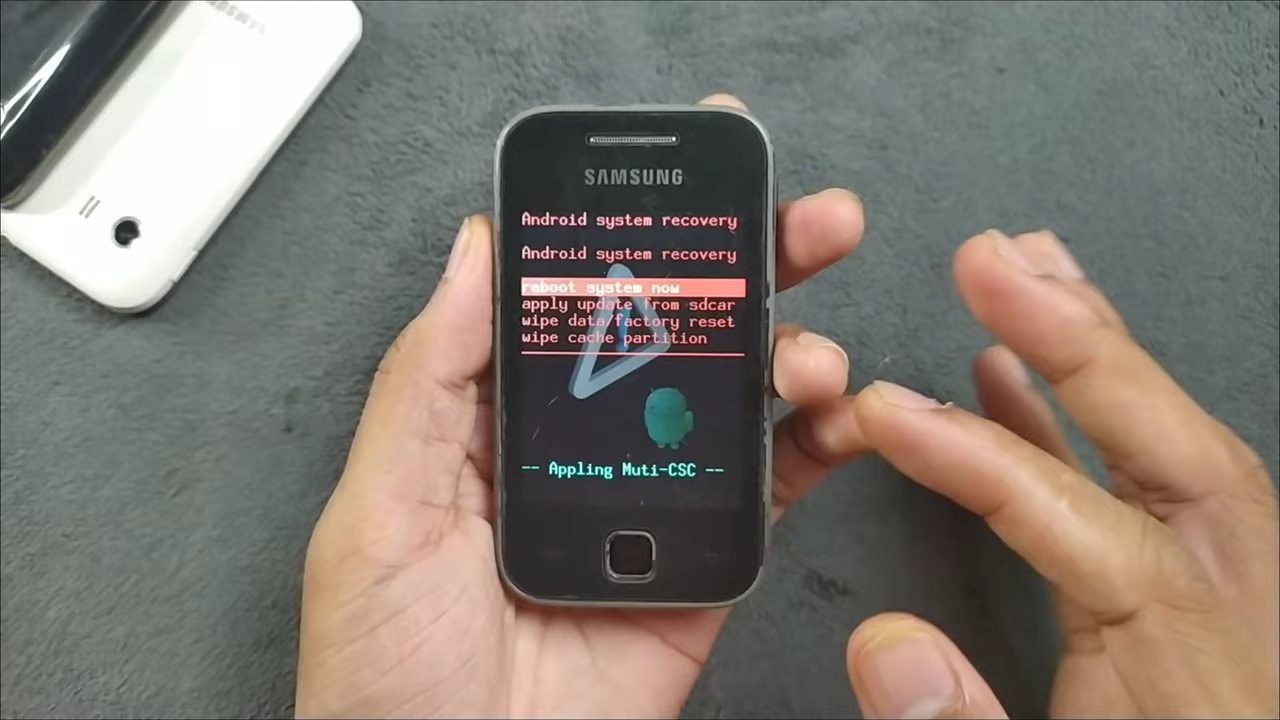 SAMSUNG
SAMSUNG
Android system recovery
Android system recovery
reboot system now
apply update from sdcar
wipe data/factory reset
wipe cache partition
-- Appling Muti-CSC --